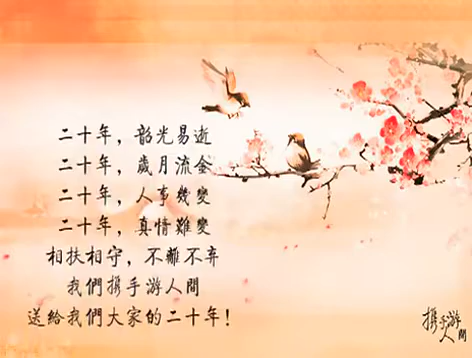 二十年，韶光易逝
二十年，歲月流金
二十年，人事幾變
二十年，真情難變
相扶相守，不離不弃
我們攜手游人間
送給我們大家的二十年！
攜手游
人間